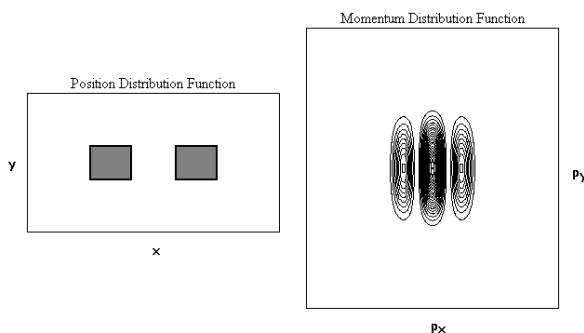 Position Distribution Function
y
x
Momentum Distribution Function
Py
Px